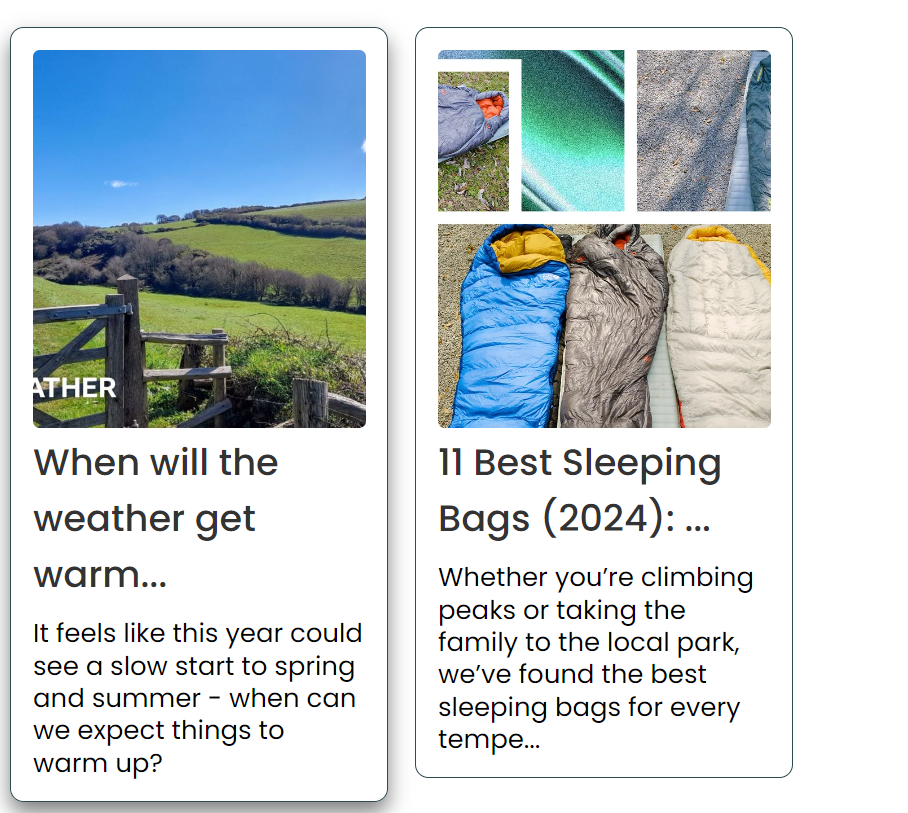 ATHER
When will the
weather get
warm...
It feels like this year could
see a slow start to spring
and summer - when can
we expect things to
warm up?
11 Best Sleeping
Bags (2024): ...
Whether you’re climbing
peaks or taking the
family to the local park,
we’ve found the best
sleeping bags for every
tempe...